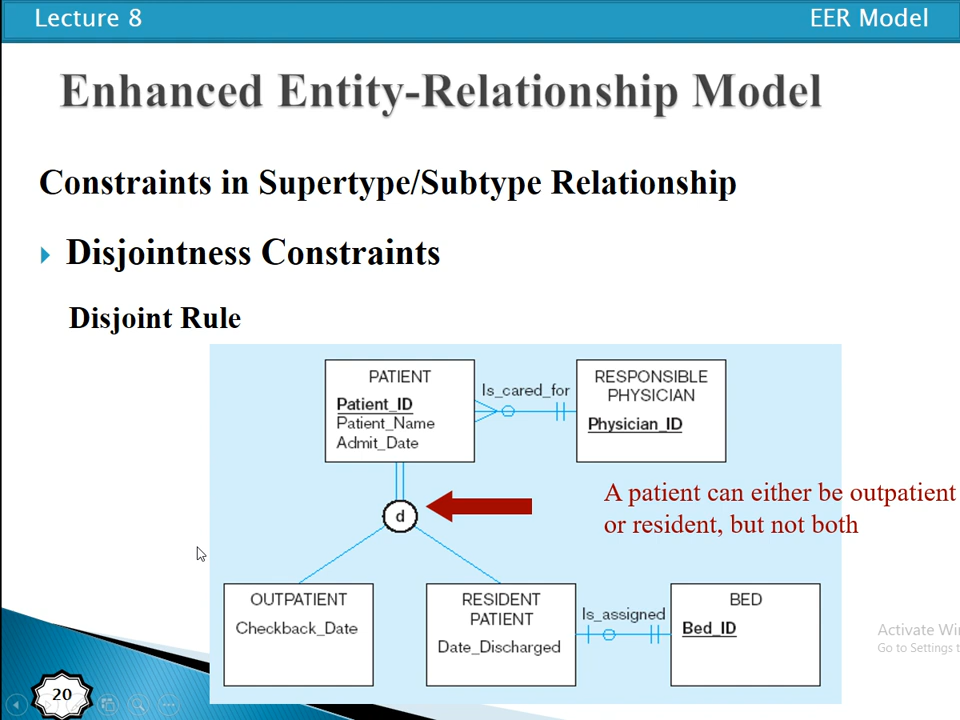 Lecture 8
EER Model
Enhanced Entity-Relationship Model
Constraints in Supertype/Subtype Relationship
Disjointness Constraints
Disjoint Rule
PATIENT
Patient_ID
Patient_Name
Admit_Date
Is_cared_for
RESPONSIBLE
PHYSICIAN
Physician_ID
d
A patient can either be outpatient
or resident, but not both
OUTPATIENT
Checkback_Date
RESIDENT
PATIENT
Date_Discharged
Is_assigned
BED
Bed_ID
Activate Win
Go to Settings t
20